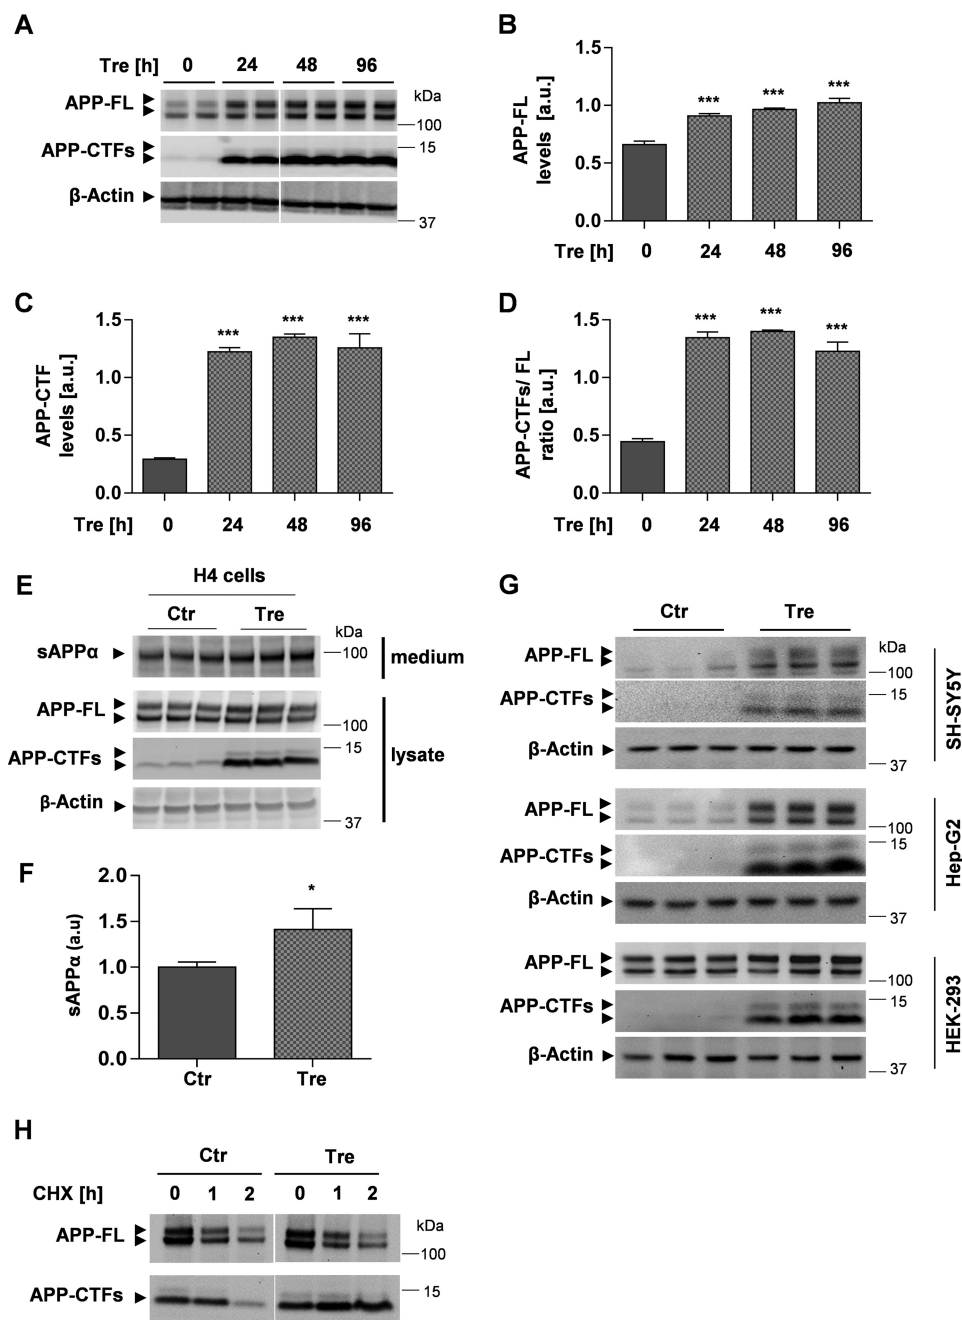 A
Tre [h] 0 24 48 96
APP-FL
kDa
100
APP-CTFs
15
β-Actin
37
B
APP-FL
levels [a.u.]
1.5
1.0
0.5
0.0
*** *** ***
Tre [h] 0 24 48 96
C
APP-CTF
levels [a.u.]
1.5
1.0
0.5
0.0
*** *** ***
Tre [h] 0 24 48 96
D
APP-CTFs/ FL
ratio [a.u.]
1.5
1.0
0.5
0.0
*** *** ***
Tre [h] 0 24 48 96
E
H4 cells
Ctr Tre
kDa
sAPPα
100
medium
APP-FL
100
APP-CTFs
15
lysate
β-Actin
37
F
sAPPα (a.u)
2.0
1.5
1.0
0.5
0.0
*
Ctr Tre
G
Ctr Tre
APP-FL
kDa
100
APP-CTFs
15
β-Actin
37
SH-SY5Y
APP-FL
100
APP-CTFs
15
β-Actin
37
Hep-G2
APP-FL
100
APP-CTFs
15
β-Actin
37
HEK-293
H
Ctr Tre
CHX [h] 0 1 2 0 1 2
APP-FL
kDa
100
APP-CTFs
15